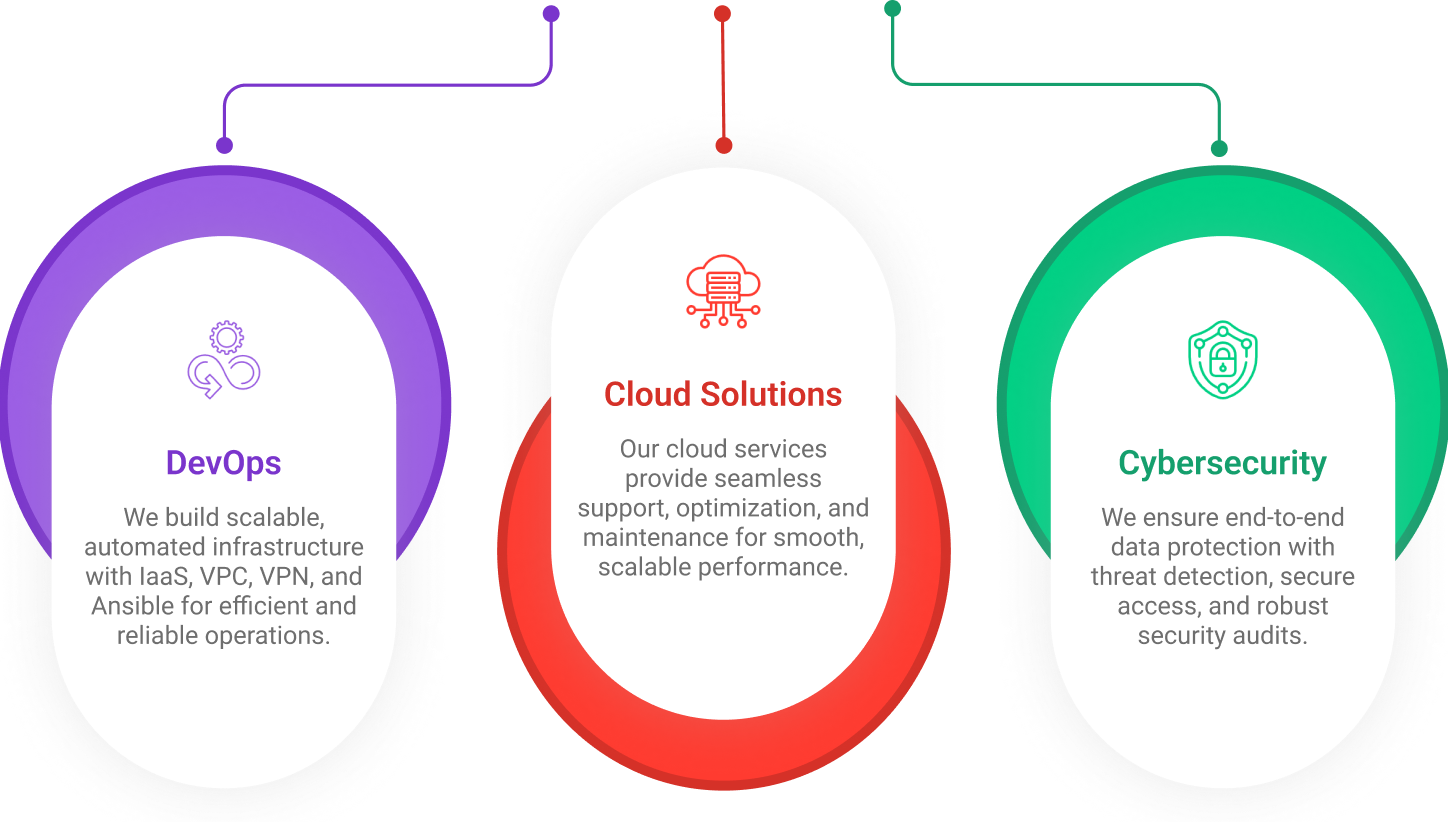 DevOps
We build scalable,
automated infrastructure
with IaaS, VPC, VPN, and
Ansible for efficient and
reliable operations.
Cloud Solutions
Our cloud services
provide seamless
support, optimization, and
maintenance for smooth,
scalable performance.
Cybersecurity
We ensure end-to-end
data protection with
threat detection, secure
access, and robust
security audits.